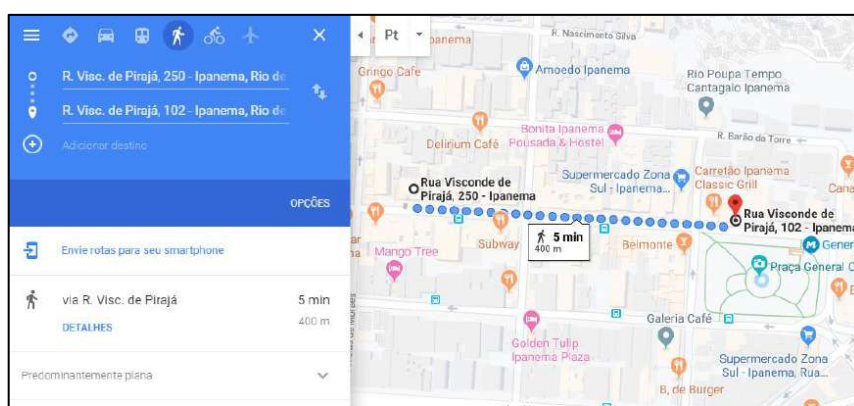 R. Visc. de Pirajá, 250 - Ipanema, Rio de
R. Visc. de Pirajá, 102 - Ipanema, Rio de
Adicionar destino
OPÇÕES
Envie rotas para seu smartphone
via R. Visc. de Pirajá
5 min
DETALHES
400 m
Predominantemente plana
Pt
Ipanema
R. Nascimento Silva
Gringo Cafe
Amoedo Ipanema
Rio Poupa Tempo
Cantagalo Ipanema
Bonita Ipanema
Pousada & Hostel
Delirium Café
R. Barão da Torre
Supermercado Zona
Sul - Ipanema...
Carretão Ipanema
Classic Grill
Cana
Rua Visconde de
Pirajá, 250 - Ipanema
Rua Visconde de
Pirajá, 102 - Ipanema
5 min
400 m
Subway
Belmonte
Mango Tree
Gener
Praça General O
Galeria Café
Golden Tulip
Ipanema Plaza
Supermercado Zona
Sul - Ipanema, Rua...
B, de Burger